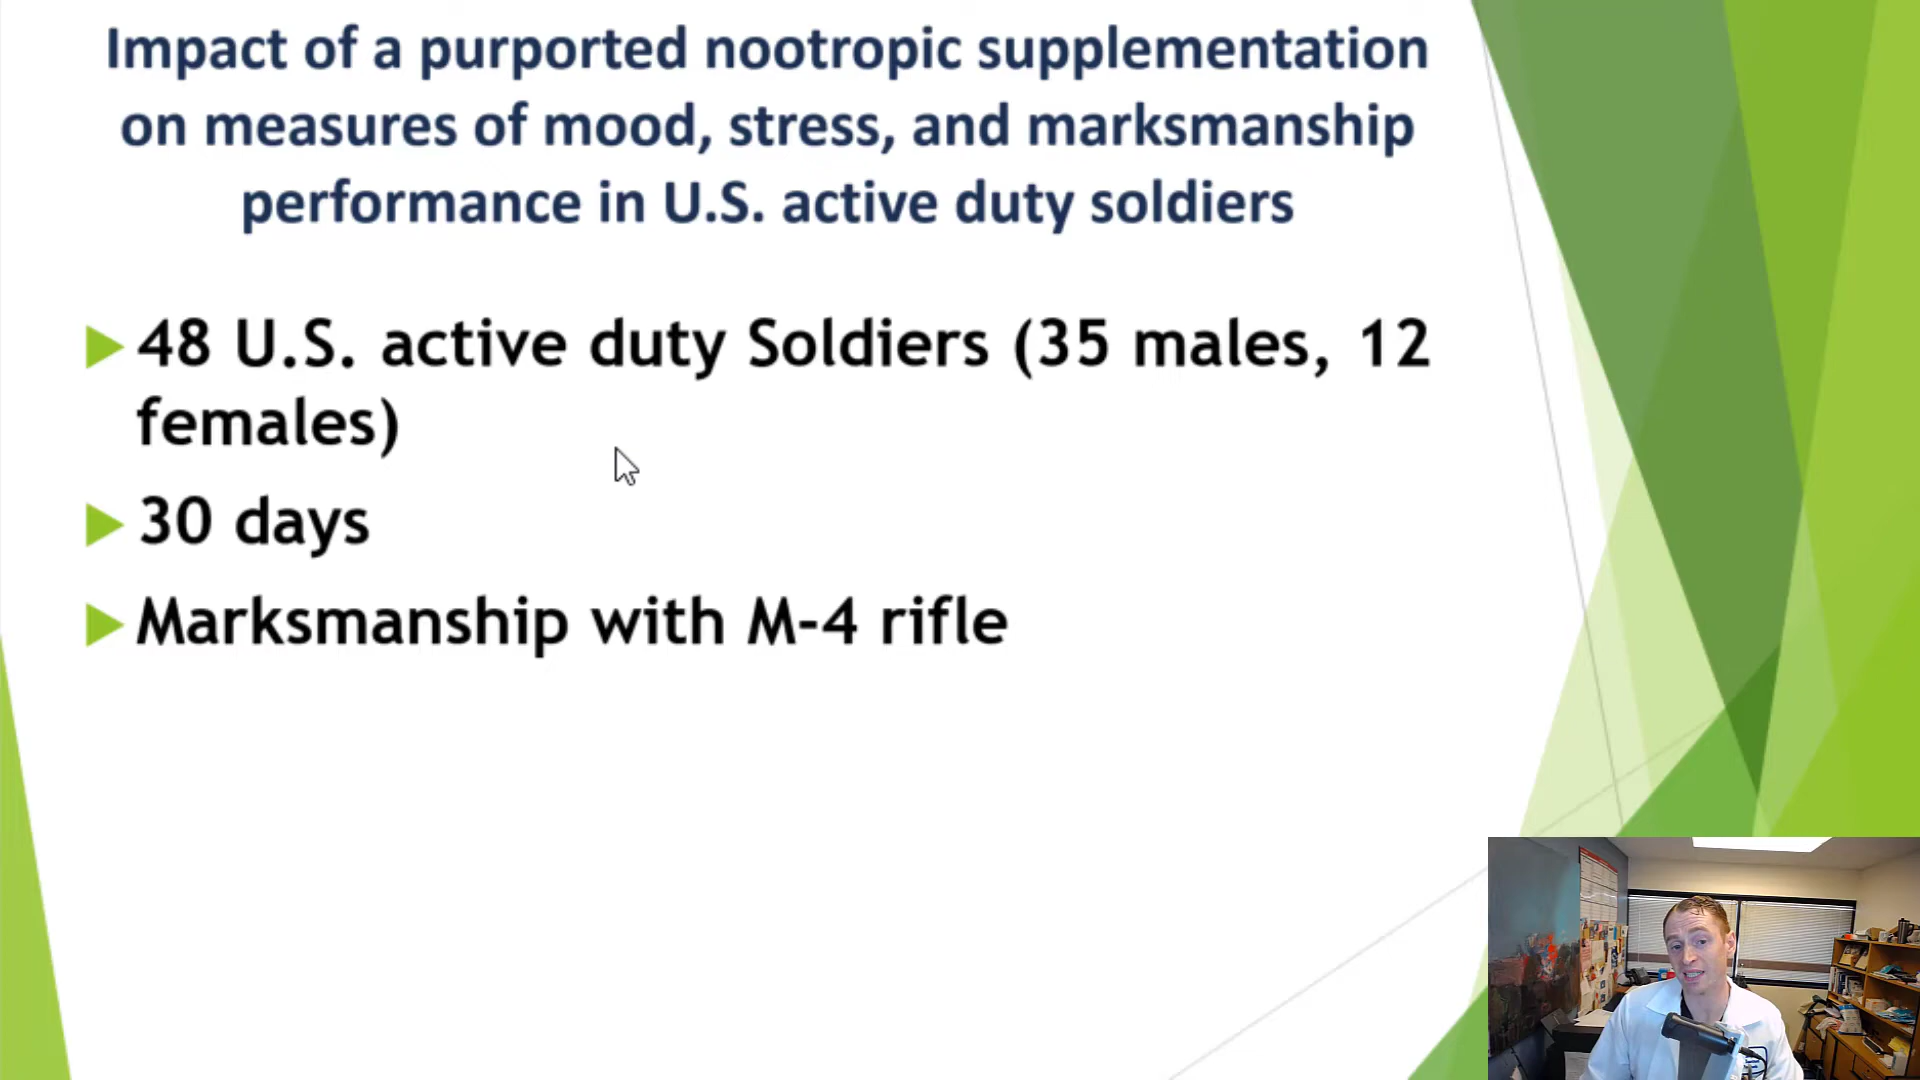 Impact of a purported nootropic supplementation
on measures of mood, stress, and marksmanship
performance in U.S. active duty soldiers
48 U.S. active duty Soldiers (35 males, 12
females)
30 days
Marksmanship with M-4 rifle